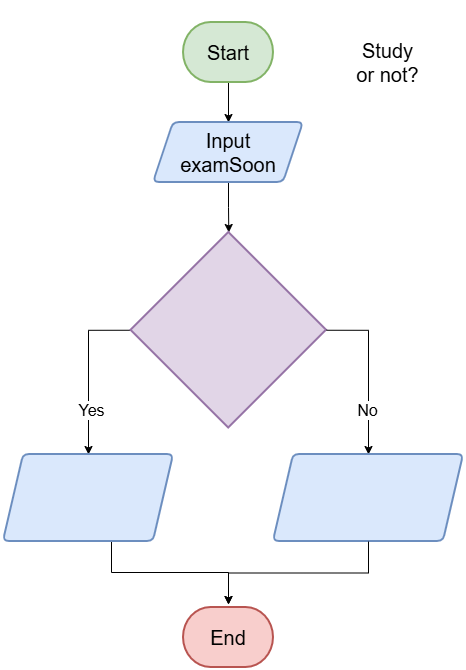 Start
Study
or not?
Input
examSoon
Yes
No
End